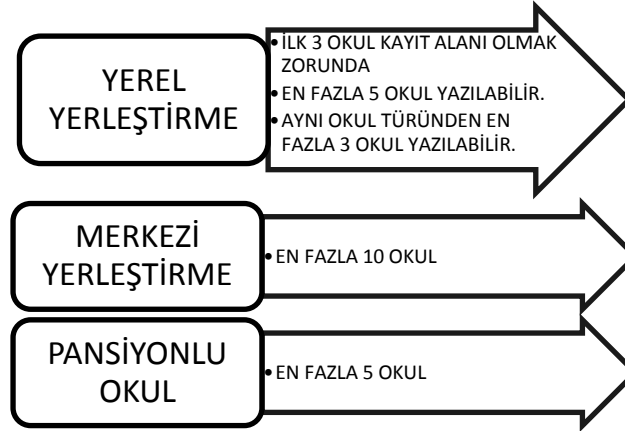 YEREL
YERLEŞTİRME
• İLK 3 OKUL KAYIT ALANI OLMAK
ZORUNDA
• EN FAZLA 5 OKUL YAZILABİLİR.
• AYNI OKUL TÜRÜNDEN EN
FAZLA 3 OKUL YAZILABİLİR.
MERKEZİ
YERLEŞTİRME
• EN FAZLA 10 OKUL
PANSİYONLU
OKUL
• EN FAZLA 5 OKUL